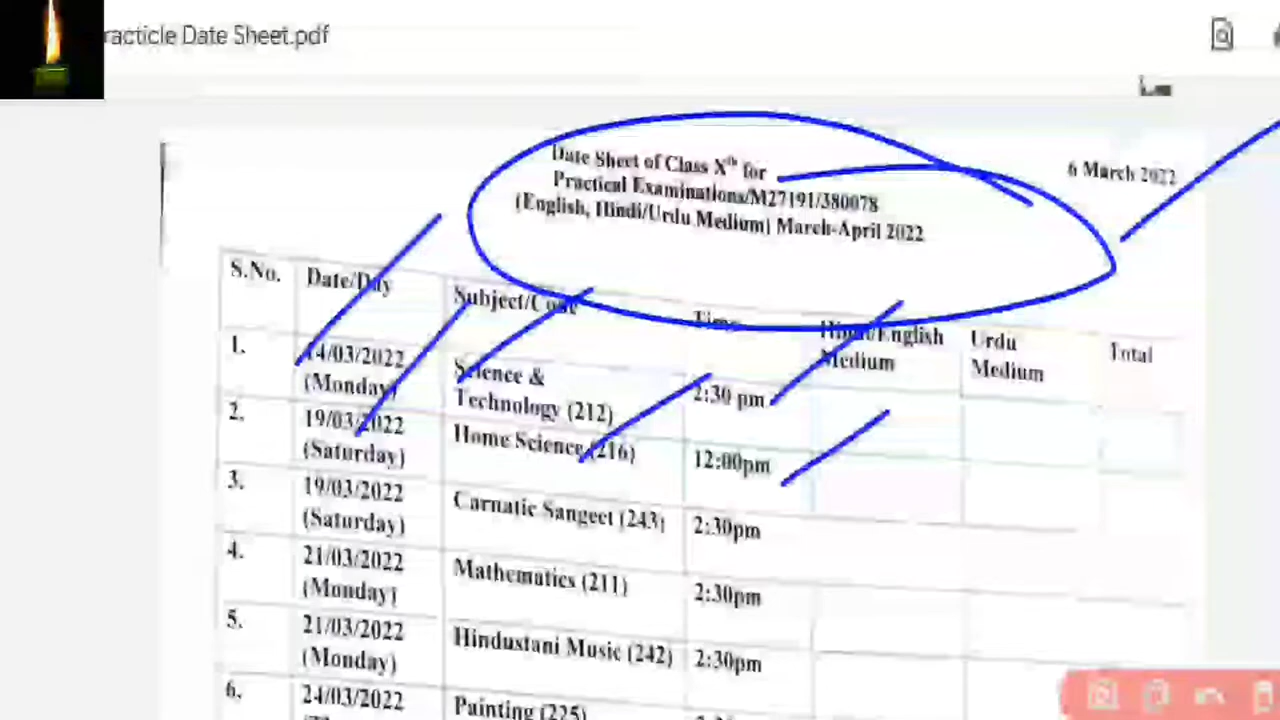 racticle Date Sheet.pdf
6 March 2022
Date Sheet of Class Xth for
Practical Examinations/M27191/380078
(English, Hindi/Urdu Medium) March-April 2022
S.No. Date/Day Subject/Code Time Hindi/English Medium Urdu Medium Total
1. 14/03/2022 (Monday) Science & Technology (212) 2:30 pm
2. 19/03/2022 (Saturday) Home Science (216) 12:00pm
3. 19/03/2022 (Saturday) Carnatic Sangeet (243) 2:30pm
4. 21/03/2022 (Monday) Mathematics (211) 2:30pm
5. 21/03/2022 (Monday) Hindustani Music (242) 2:30pm
6. 24/03/2022 Painting (225)